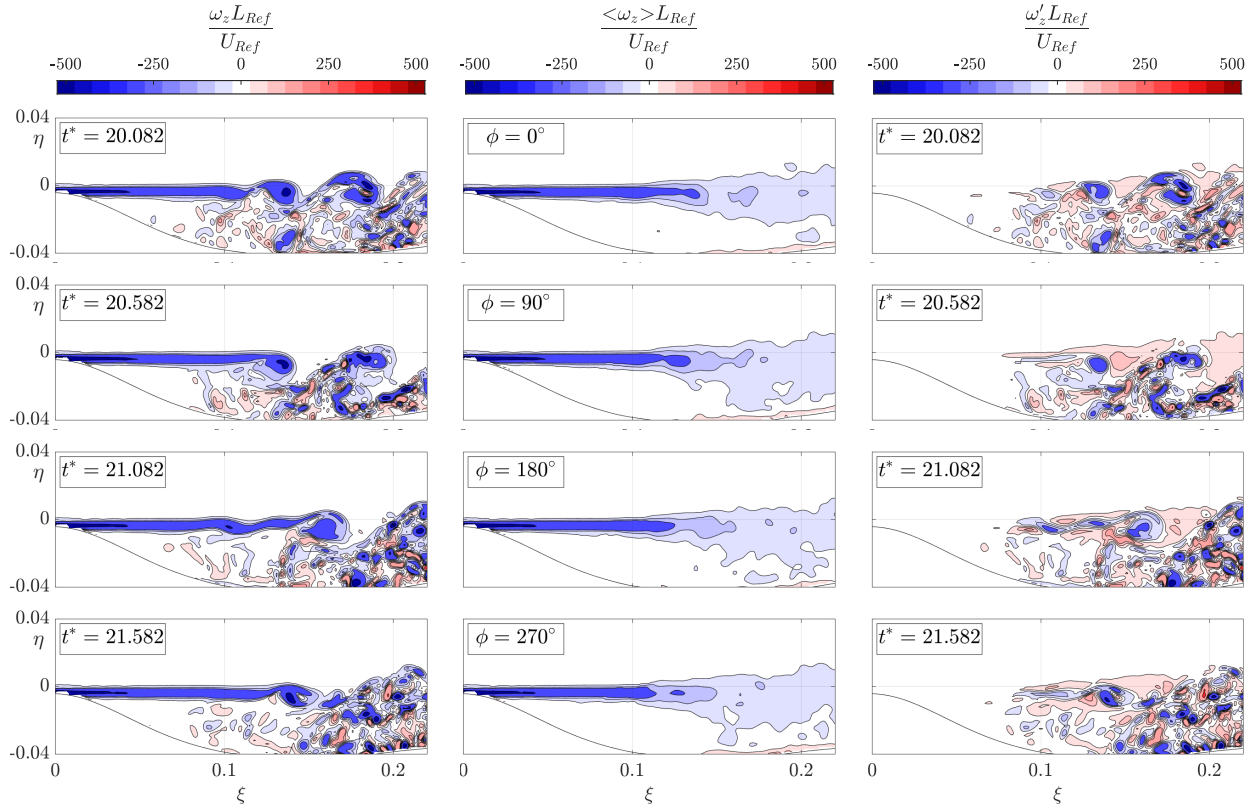 ω_z L_Ref / U_Ref
<ω_z> L_Ref / U_Ref
ω′_z L_Ref / U_Ref
-500 -250 0 250 500
-500 -250 0 250 500
-500 -250 0 250 500
0.04
η
0
-0.04
t* = 20.082
ϕ = 0°
t* = 20.082
0.04
η
0
-0.04
t* = 20.582
ϕ = 90°
t* = 20.582
0.04
η
0
-0.04
t* = 21.082
ϕ = 180°
t* = 21.082
0.04
η
0
-0.04
t* = 21.582
ϕ = 270°
t* = 21.582
0 0.1 0.2
0 0.1 0.2
0 0.1 0.2
ξ
ξ
ξ